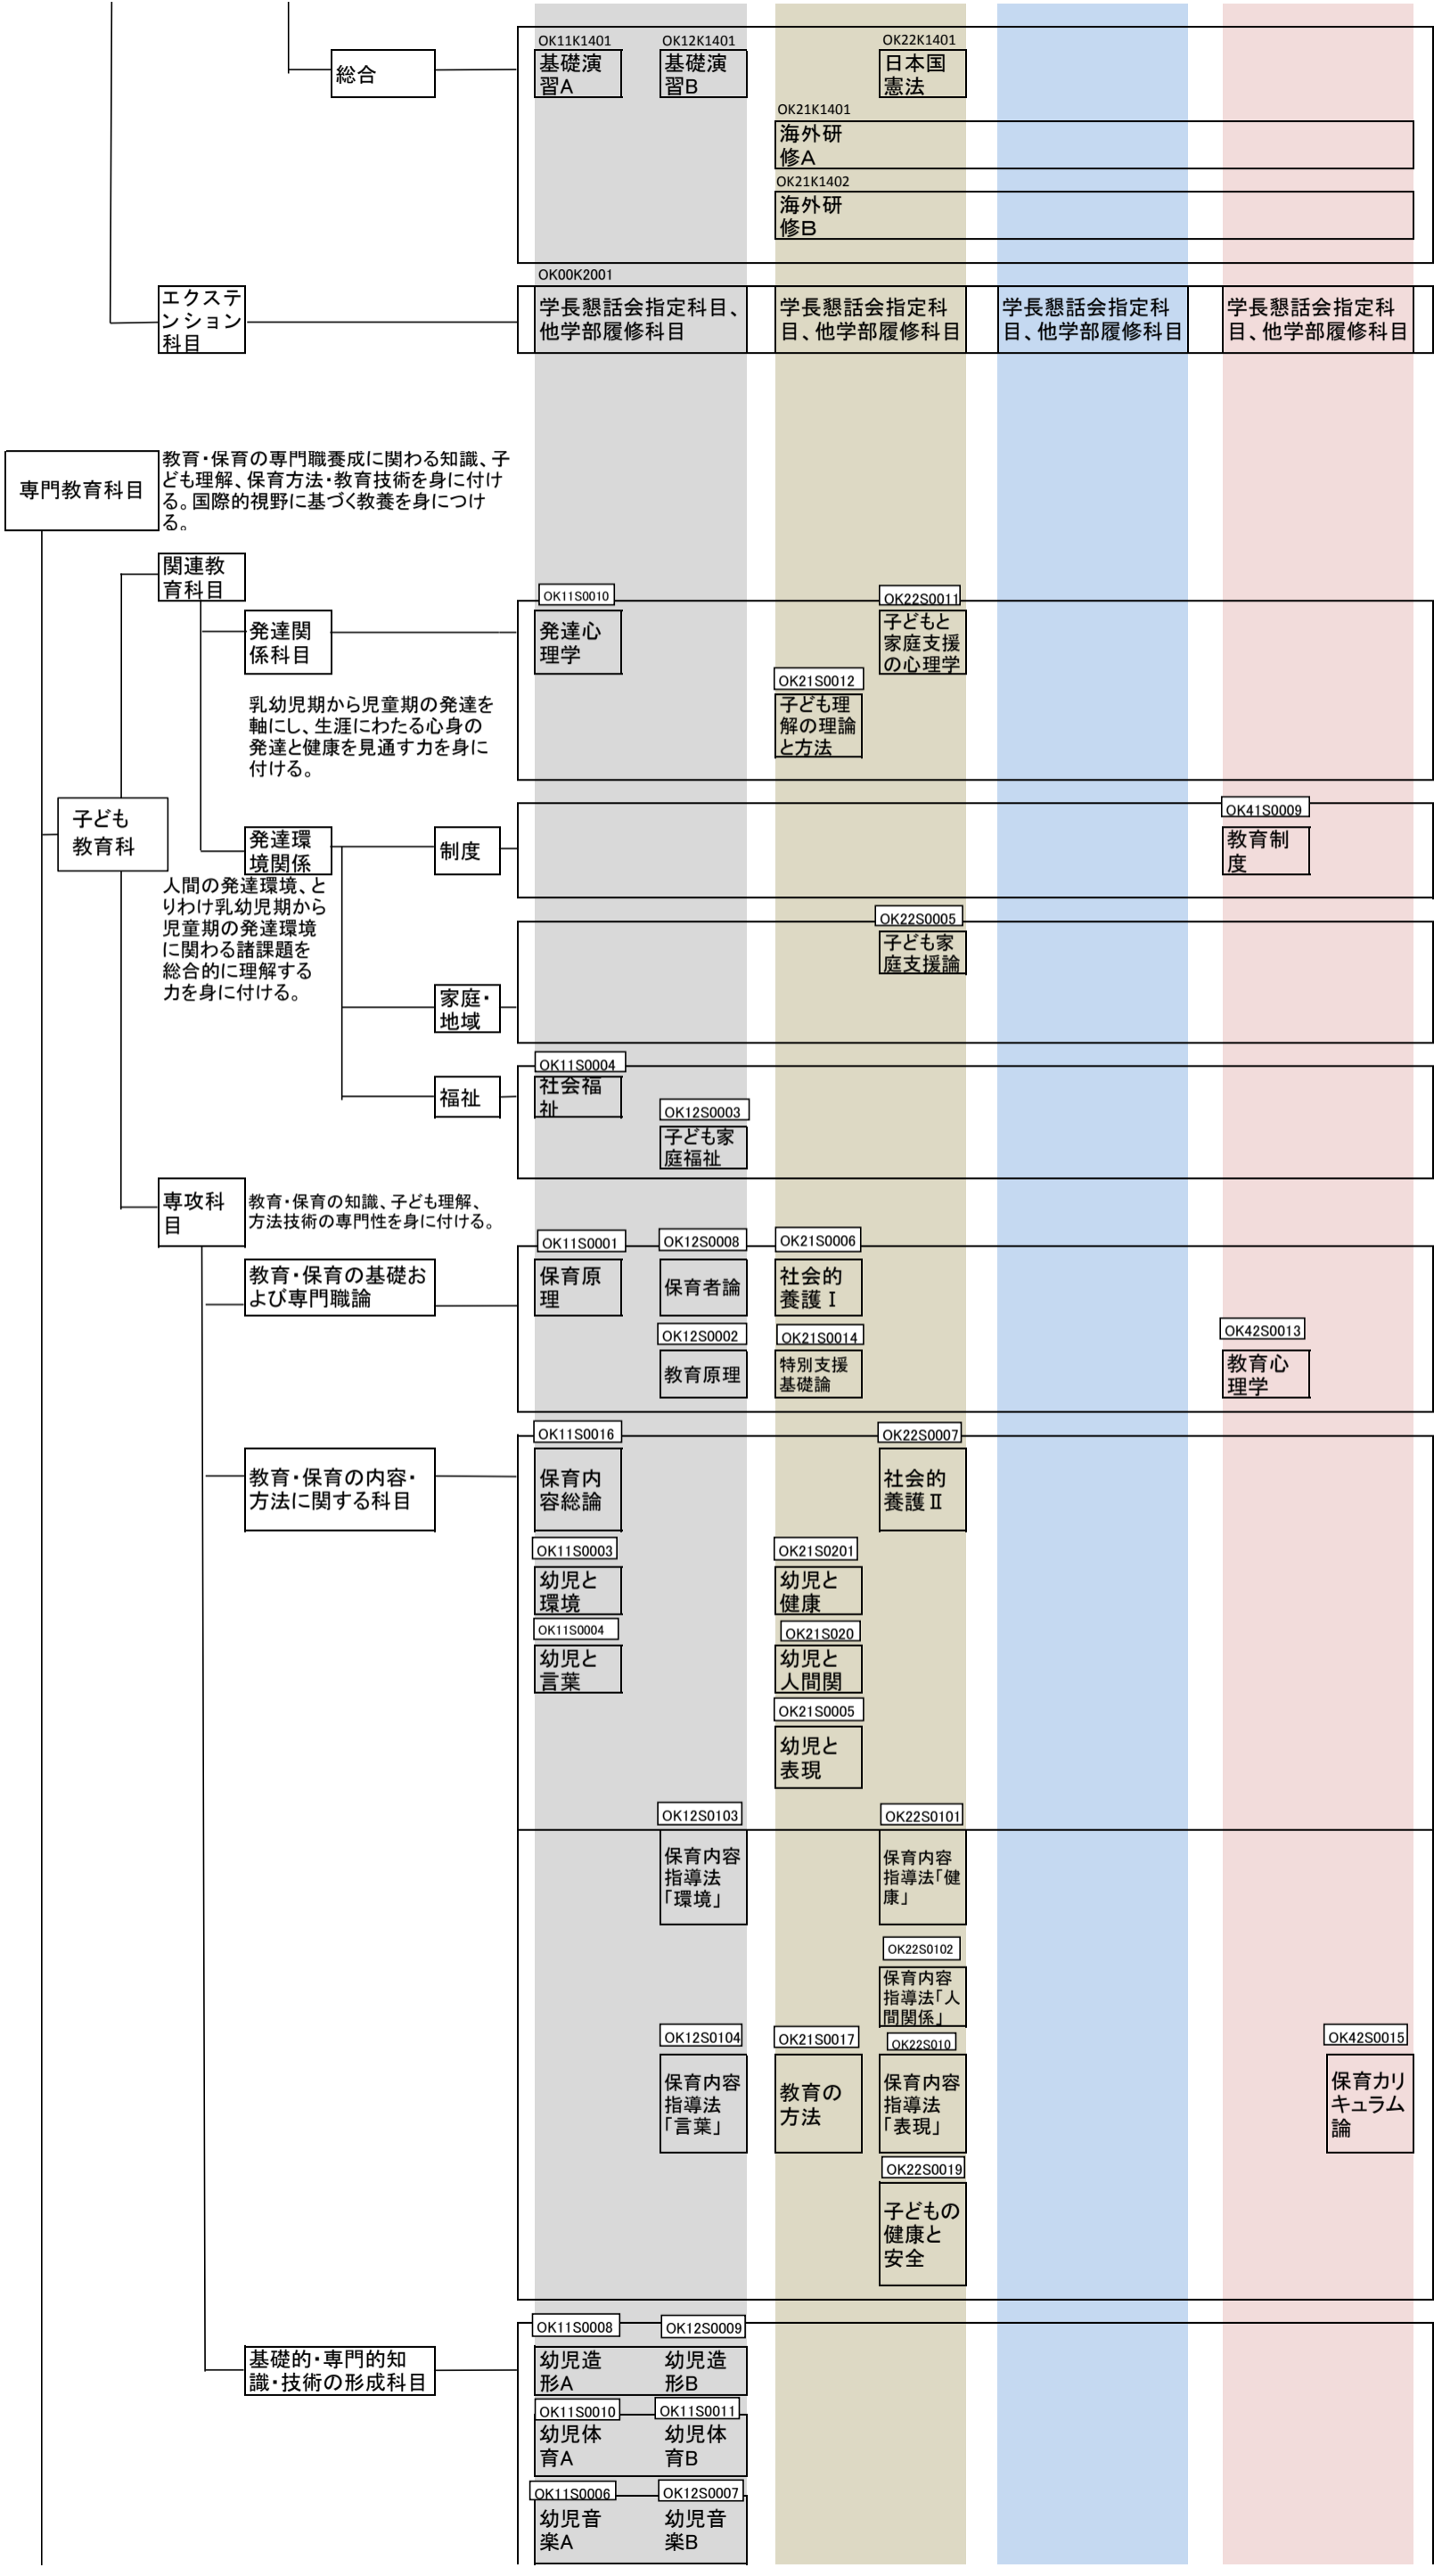 OK11K1401
OK12K1401
OK22K1401
総合
基礎演
習A
基礎演
習B
日本国
憲法
OK21K1401
海外研
修A
OK21K1402
海外研
修B
OK00K2001
エクステ
ンション
科目
学長懇話会指定科目、
他学部履修科目
学長懇話会指定科
目、他学部履修科目
学長懇話会指定科
目、他学部履修科目
学長懇話会指定科
目、他学部履修科目
専門教育科目
教育・保育の専門職養成に関わる知識、子
ども理解、保育方法・教育技術を身に付け
る。国際的視野に基づく教養を身につけ
る。
関連教
育科目
OK11S0010
OK22S0011
発達関
係科目
発達心
理学
子どもと
家庭支援
の心理学
OK21S0012
子ども理
解の理論
と方法
乳幼児期から児童期の発達を
軸にし、生涯にわたる心身の
発達と健康を見通す力を身に
付ける。
子ども
教育科
OK41S0009
発達環
境関係
制度
教育制
度
人間の発達環境、と
りわけ乳幼児期から
児童期の発達環境
に関わる諸課題を
総合的に理解する
力を身に付ける。
OK22S0005
子ども家
庭支援論
家庭・
地域
OK11S0004
福祉
社会福
祉
OK12S0003
子ども家
庭福祉
専攻科
目
教育・保育の知識、子ども理解、
方法技術の専門性を身に付ける。
OK11S0001
OK12S0008
OK21S0006
教育・保育の基礎お
よび専門職論
保育原
理
保育者論
社会的
養護Ⅰ
OK12S0002
OK21S0014
OK42S0013
教育原理
特別支援
基礎論
教育心
理学
OK11S0016
OK22S0007
教育・保育の内容・
方法に関する科目
保育内
容総論
社会的
養護Ⅱ
OK11S0003
OK21S0201
幼児と
環境
幼児と
健康
OK11S0004
OK21S020
幼児と
言葉
幼児と
人間関
OK21S0005
幼児と
表現
OK12S0103
OK22S0101
保育内容
指導法
「環境」
保育内容
指導法「健
康」
OK22S0102
保育内容
指導法「人
間関係」
OK12S0104
OK21S0017
OK22S010
OK42S0015
保育内容
指導法
「言葉」
教育の
方法
保育内容
指導法
「表現」
保育カリ
キュラム
論
OK22S0019
子どもの
健康と
安全
OK11S0008
OK12S0009
基礎的・専門的知
識・技術の形成科目
幼児造
形A
幼児造
形B
OK11S0010
OK11S0011
幼児体
育A
幼児体
育B
OK11S0006
OK12S0007
幼児音
楽A
幼児音
楽B